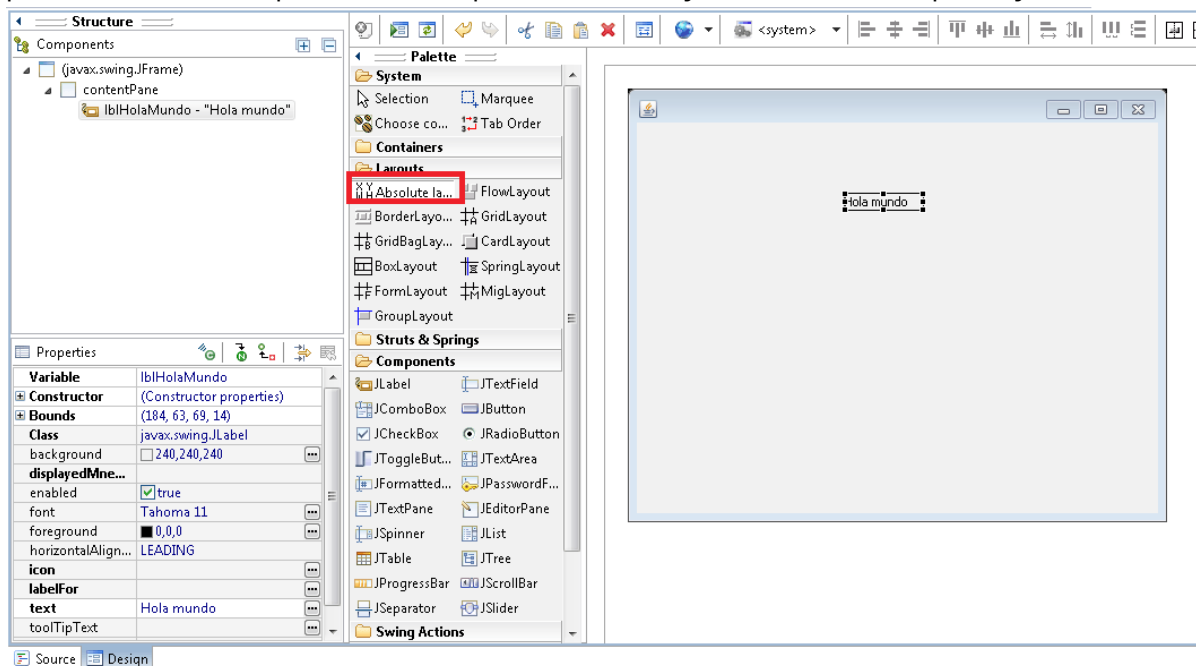 Structure
Components
(javax.swing.JFrame)
contentPane
lblHolaMundo - "Hola mundo"
Properties
Variable lblHolaMundo
Constructor (Constructor properties)
Bounds (184, 63, 69, 14)
Class javax.swing.JLabel
background 240,240,240
displayedMne...
enabled true
font Tahoma 11
foreground 0,0,0
horizontalAlign... LEADING
icon
labelFor
text Hola mundo
toolTipText
Source Design
<system>
Palette
System
Selection Marquee
Choose co... Tab Order
Containers
Layouts
Absolute la... FlowLayout
BorderLayo... GridLayout
GridBagLay... CardLayout
BoxLayout SpringLayout
FormLayout MigLayout
GroupLayout
Struts & Springs
Components
JLabel JTextField
JComboBox JButton
JCheckBox JRadioButton
JToggleBut... JTextArea
JFormatted... JPasswordF...
JTextPane JEditorPane
JSpinner JList
JTable JTree
JProgressBar JScrollBar
JSeparator JSlider
Swing Actions
Hola mundo